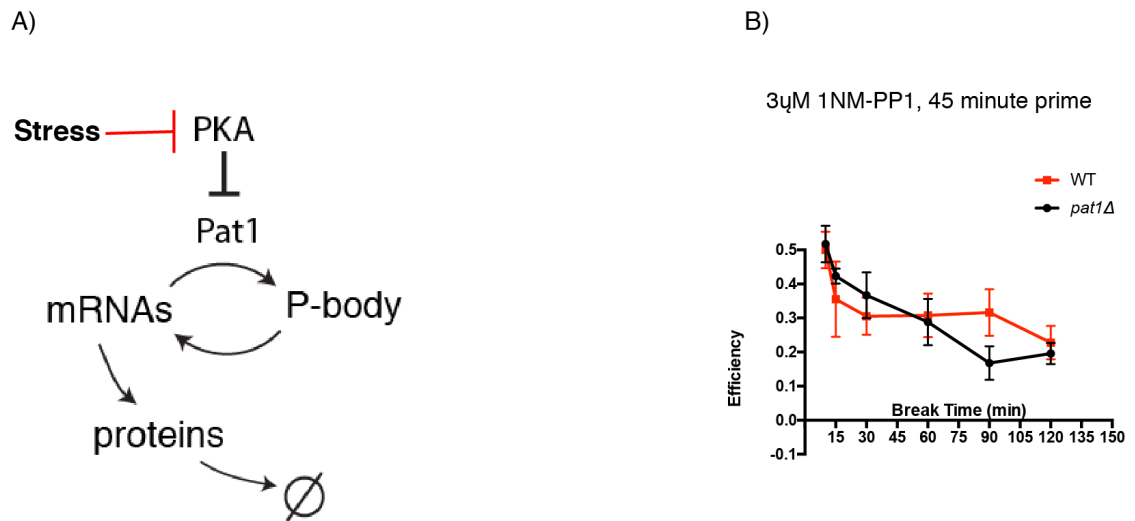 A)
B)
3ųM 1NM-PP1, 45 minute prime
Stress
PKA
Pat1
mRNAs
P-body
proteins
WT
pat1Δ
Efficiency
0.5
0.4
0.3
0.2
0.1
0.0
-0.1
Break Time (min)
15 30 45 60 75 90 105 120 135 150